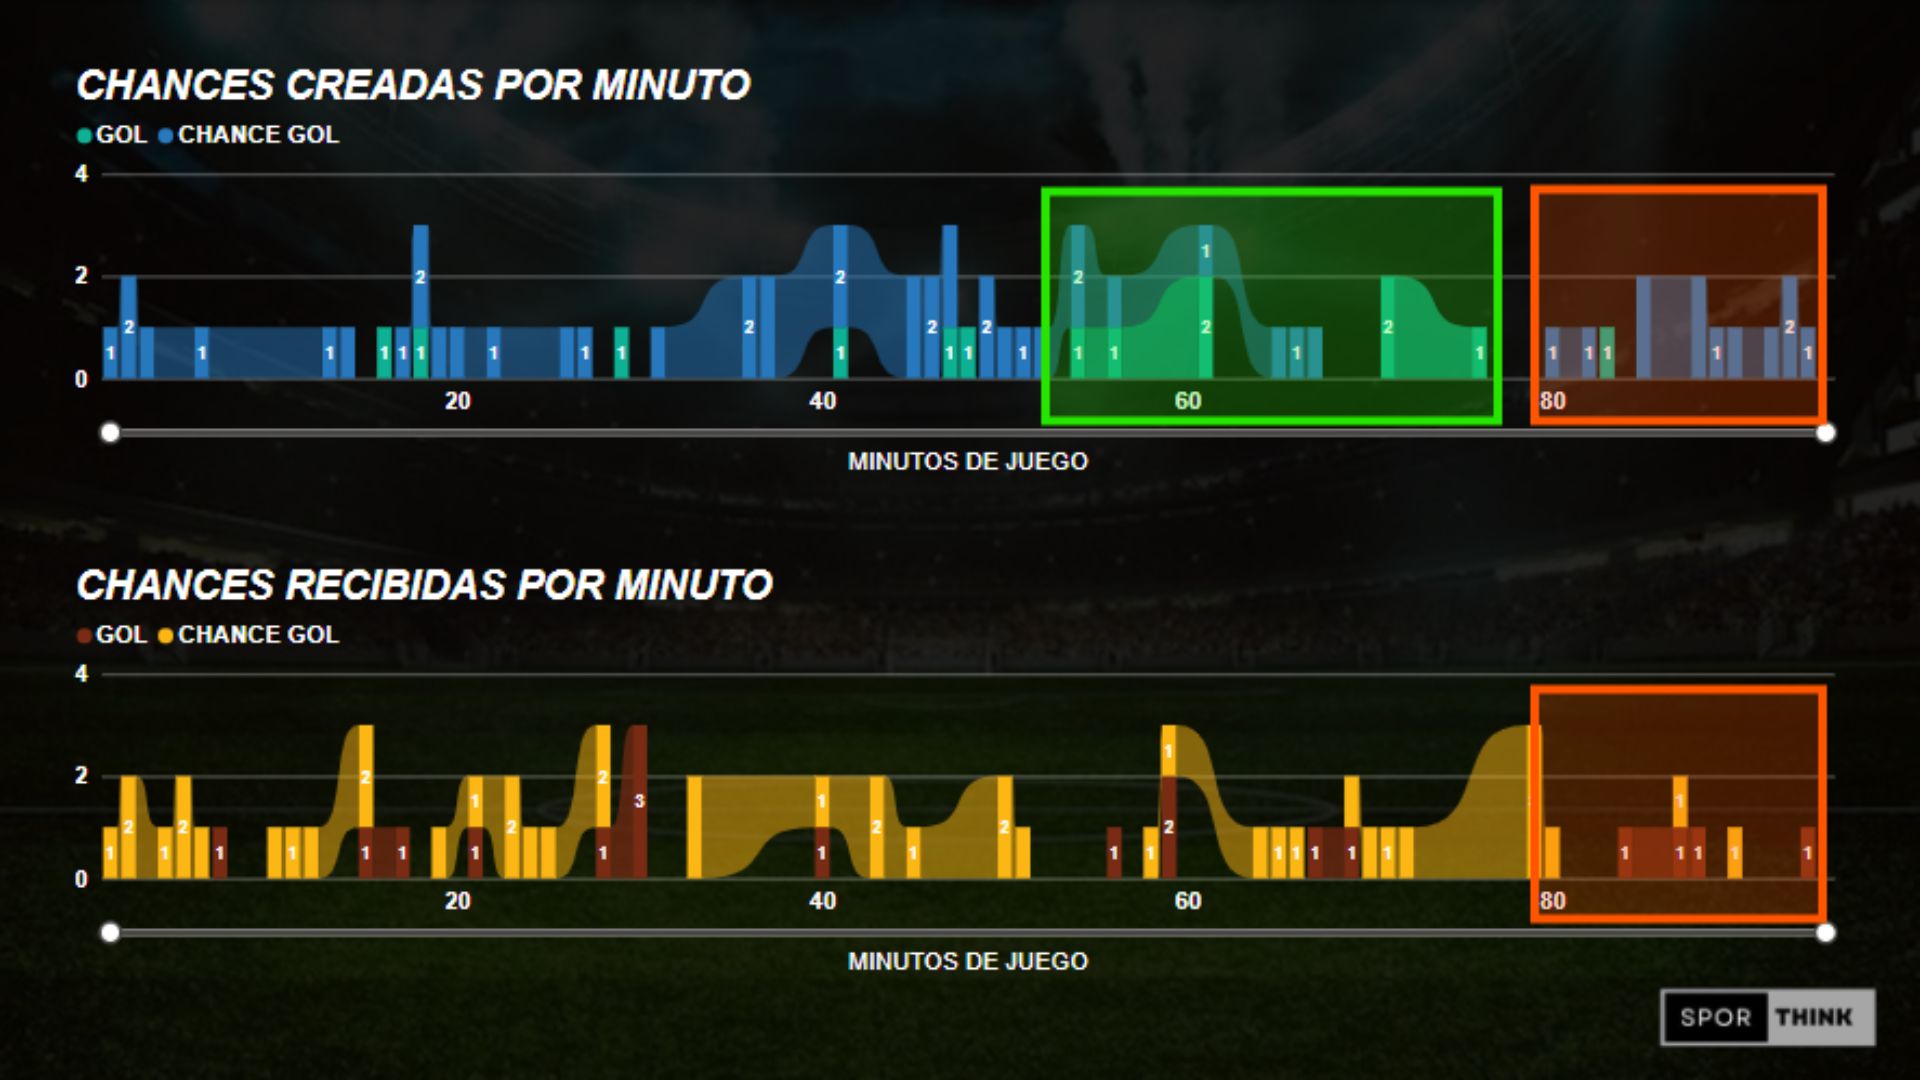 CHANCES CREADAS POR MINUTO
GOL CHANCE GOL
4
1 2
2 2 2
2 2 2 2 2 2 2
1 1 1 1 1 1 1 1 1 1 1 1 1 1 1 1 1 1 1 1 1 1
0
20 40 60 80
MINUTOS DE JUEGO
CHANCES RECIBIDAS POR MINUTO
GOL CHANCE GOL
4
2 2 2 1
1 3 1 1
2 2 2 2 2 2
1 1 1 1 1 1 1 1 1 1 1 1 1 1 1 1 1 1 1 1 1 1
0
20 40 60 80
MINUTOS DE JUEGO
SPOR THINK